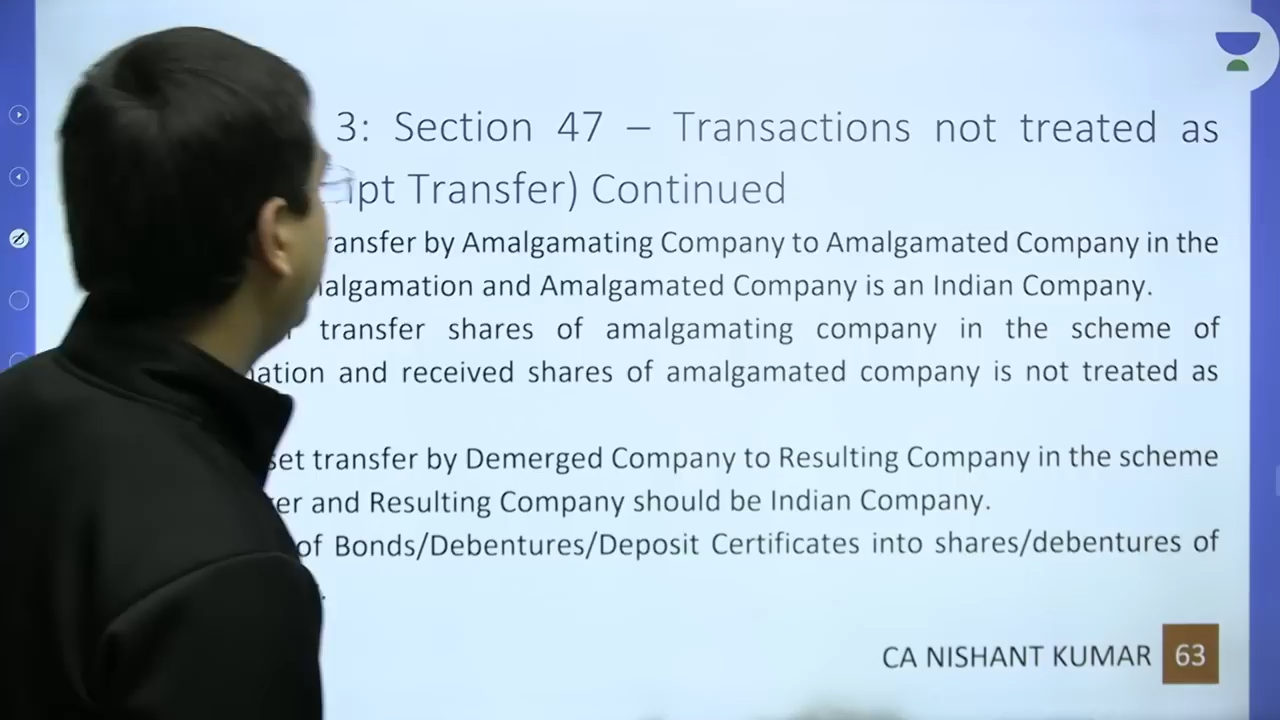 3: Section 47 – Transactions not treated as
ipt Transfer) Continued
ransfer by Amalgamating Company to Amalgamated Company in the
algamation and Amalgamated Company is an Indian Company.
transfer shares of amalgamating company in the scheme of
ation and received shares of amalgamated company is not treated as
set transfer by Demerged Company to Resulting Company in the scheme
er and Resulting Company should be Indian Company.
of Bonds/Debentures/Deposit Certificates into shares/debentures of
CA NISHANT KUMAR 63